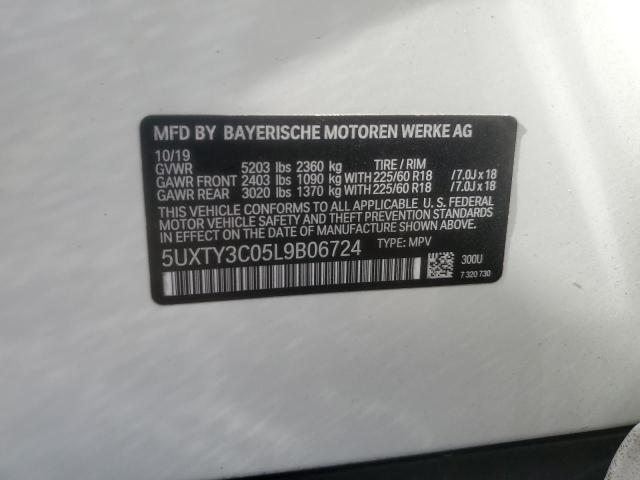 MFD BY BAYERISCHE MOTOREN WERKE AG
10/19
GVWR 5203 lbs 2360 kg TIRE / RIM
GAWR FRONT 2403 lbs 1090 kg WITH 225/60 R18 /7.0J x 18
GAWR REAR 3020 lbs 1370 kg WITH 225/60 R18 /7.0J x 18
THIS VEHICLE CONFORMS TO ALL APPLICABLE U. S. FEDERAL
MOTOR VEHICLE SAFETY AND THEFT PREVENTION STANDARDS
IN EFFECT ON THE DATE OF MANUFACTURE SHOWN ABOVE.
5UXTY3C05L9B06724 TYPE: MPV
300U
7 320 730